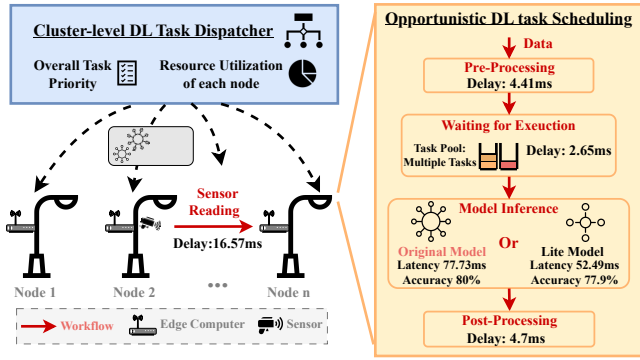 Cluster-level DL Task Dispatcher
Overall Task
Priority
Resource Utilization
of each node
Sensor
Reading
Delay:16.57ms
Node 1
Node 2
...
Node n
Workflow
Edge Computer
Sensor
Opportunistic DL task Scheduling
Data
Pre-Processing
Delay: 4.41ms
Waiting for Exeuction
Task Pool:
Multiple Tasks
Delay: 2.65ms
Model Inference
Original Model
Latency 77.73ms
Accuracy 80%
Or
Lite Model
Latency 52.49ms
Accuracy 77.9%
Post-Processing
Delay: 4.7ms